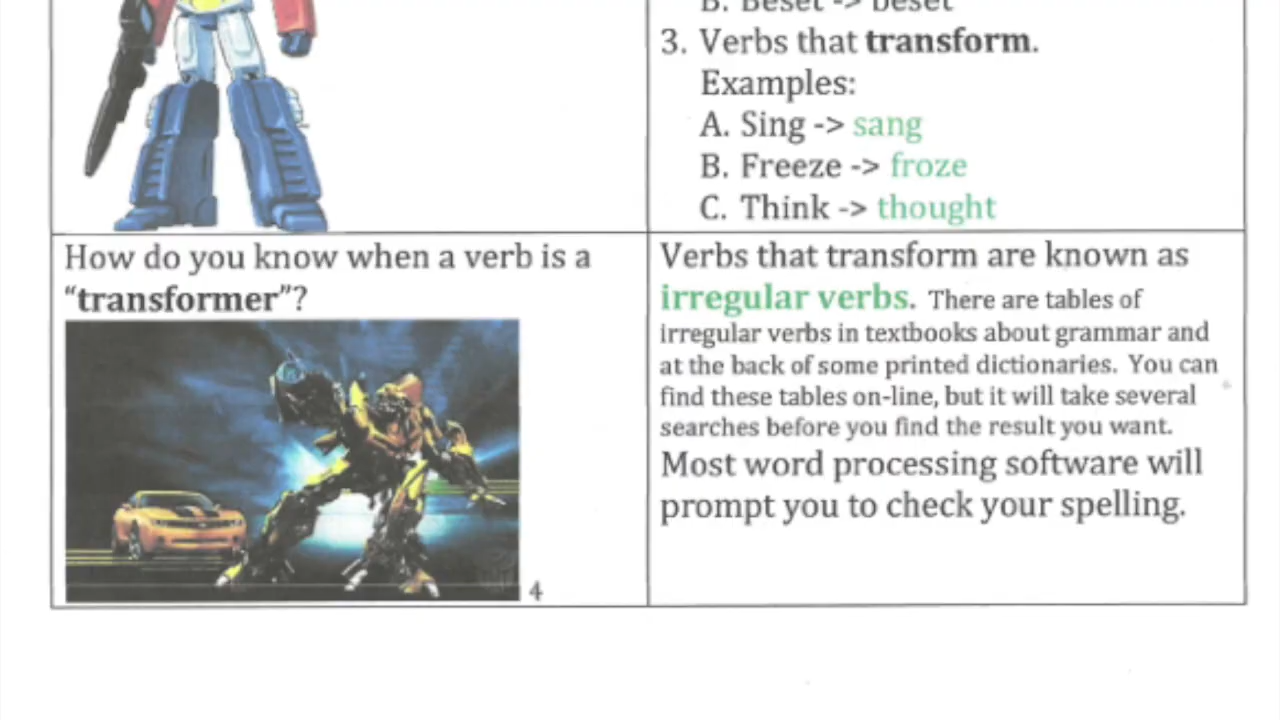 B. Beset -> beset
3. Verbs that transform.
Examples:
A. Sing -> sang
B. Freeze -> froze
C. Think -> thought
How do you know when a verb is a
“transformer”?
4
Verbs that transform are known as
irregular verbs. There are tables of
irregular verbs in textbooks about grammar and
at the back of some printed dictionaries. You can
find these tables on-line, but it will take several
searches before you find the result you want.
Most word processing software will
prompt you to check your spelling.